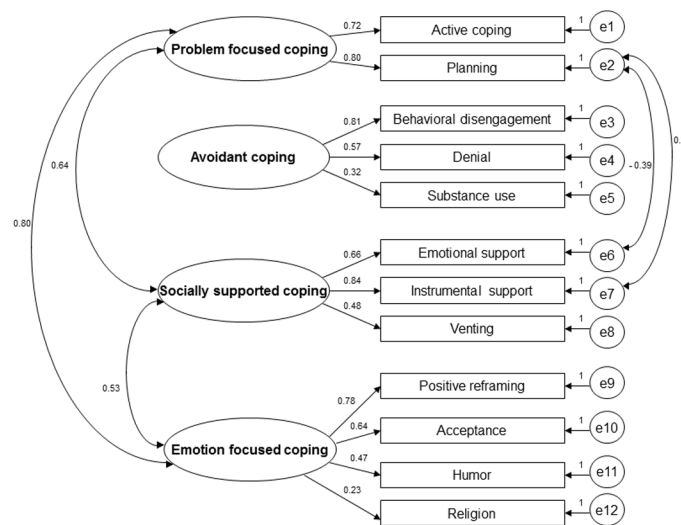 Problem focused coping
0.72
Active coping
1
e1
0.80
Planning
1
e2
Avoidant coping
0.81
Behavioral disengagement
1
e3
0.57
Denial
1
e4
0.32
Substance use
1
e5
0.64
0.80
-0.39
0.
Socially supported coping
0.66
Emotional support
1
e6
0.84
Instrumental support
1
e7
0.48
Venting
1
e8
0.53
Emotion focused coping
0.78
Positive reframing
1
e9
0.64
Acceptance
1
e10
0.47
Humor
1
e11
0.23
Religion
1
e12